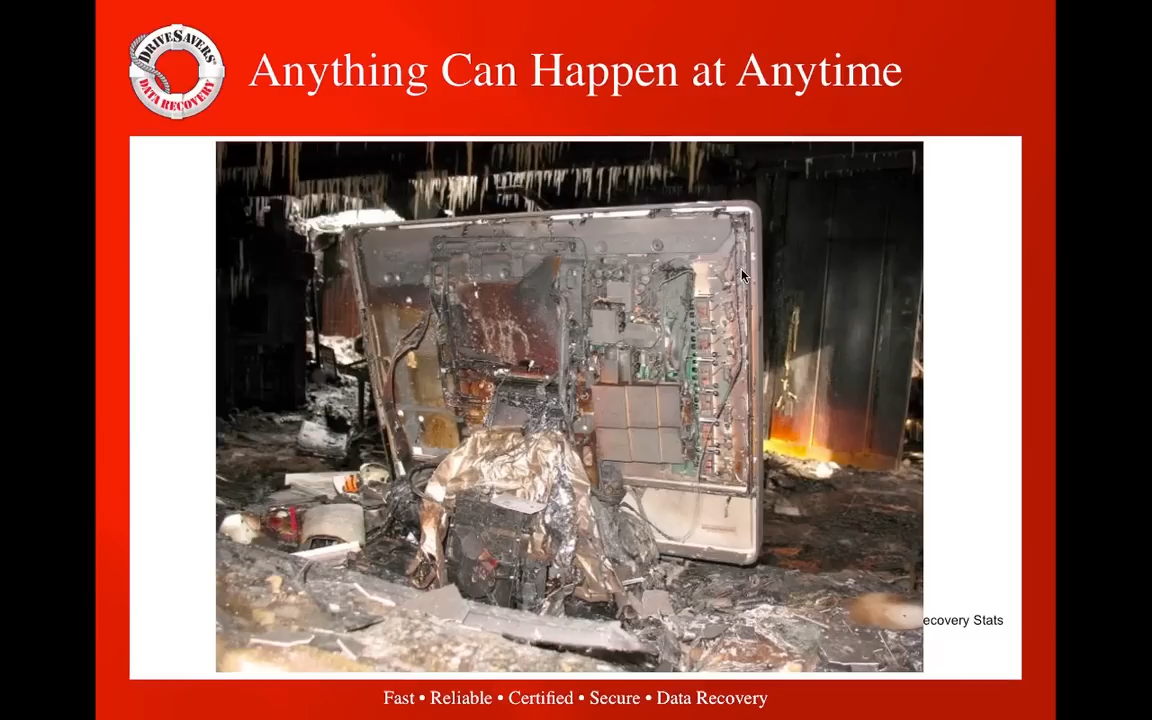 DRIVESAVERS
DATA RECOVERY
Anything Can Happen at Anytime
ecovery Stats
Fast • Reliable • Certified • Secure • Data Recovery